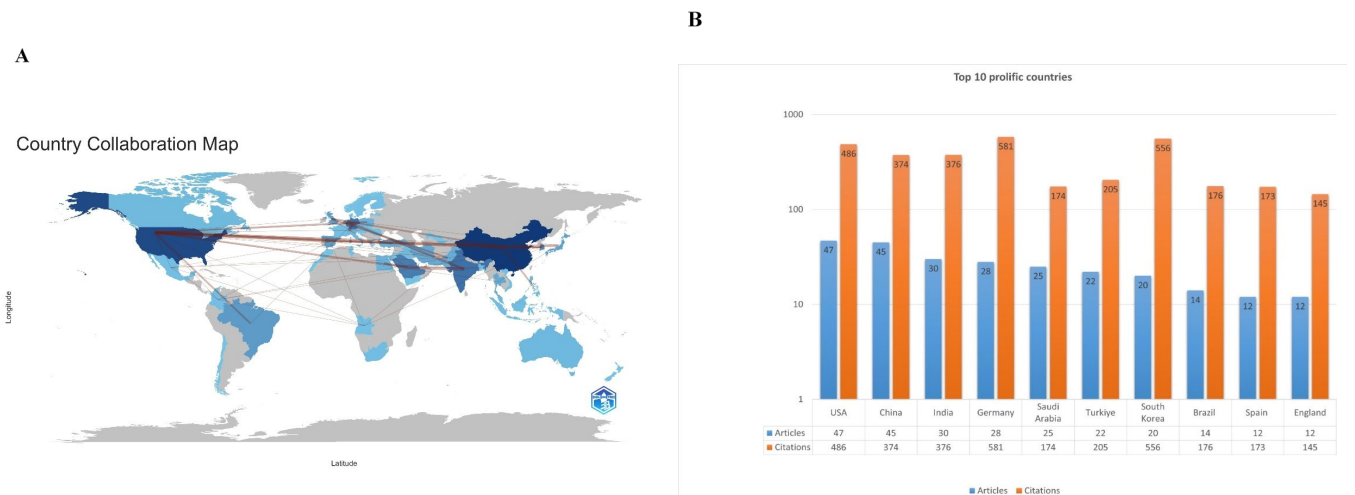 A
Country Collaboration Map
Longitude
Latitude
B
Top 10 prolific countries
1000
100
10
1
486
374
376
581
174
205
556
176
173
145
47
45
30
28
25
22
20
14
12
12
USA China India Germany Saudi Arabia Turkiye South Korea Brazil Spain England
Articles 47 45 30 28 25 22 20 14 12 12
Citations 486 374 376 581 174 205 556 176 173 145
Articles Citations